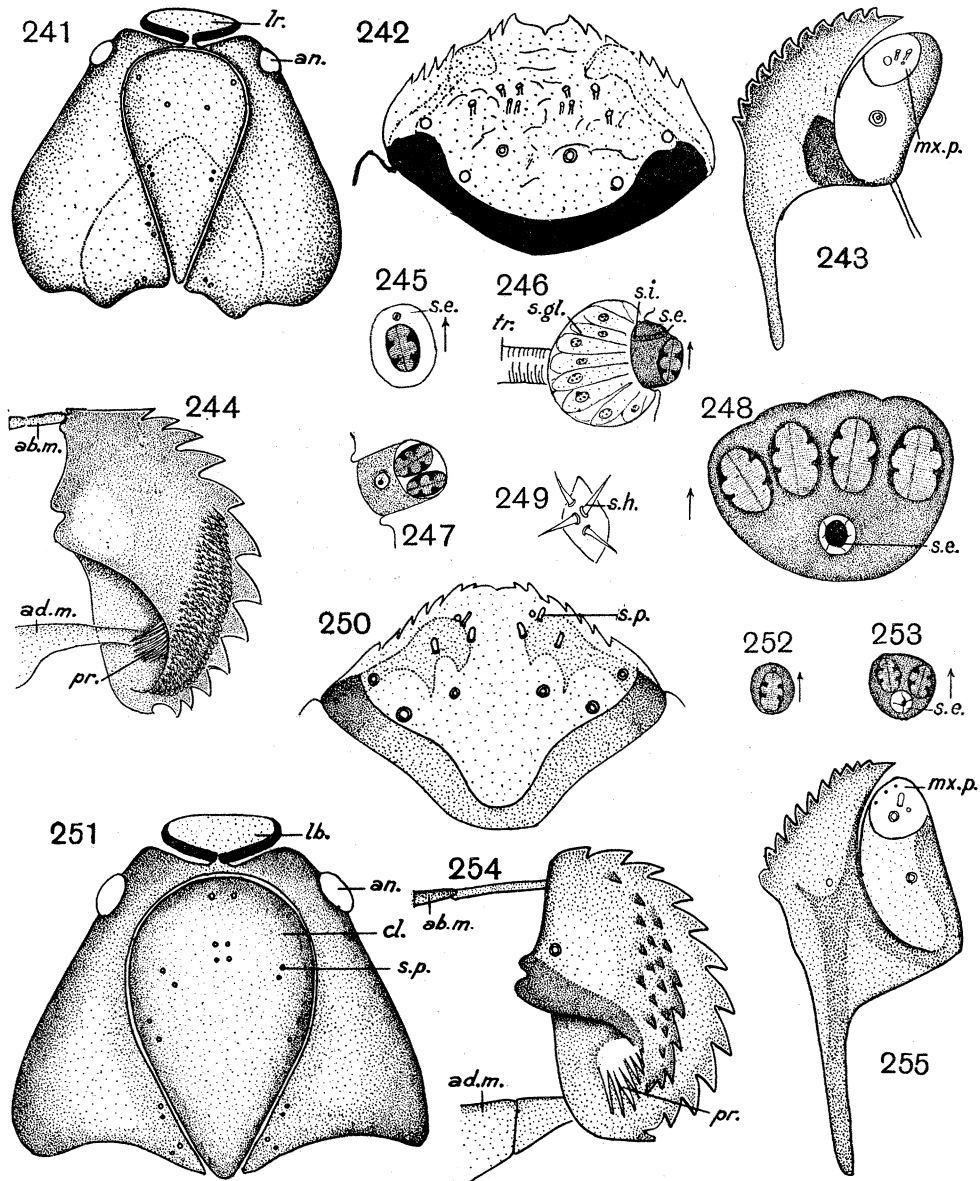 241
lr.
an.
242
243
mx.p.
244
ab.m.
ad.m.
pr.
245
s.e.
246
s.i.
s.gl.
s.e.
tr.
247
248
s.e.
249
s.h.
250
s.p.
252
253
s.e.
251
lb.
an.
cl.
s.p.
254
ab.m.
ad.m.
pr.
255
mx.p.